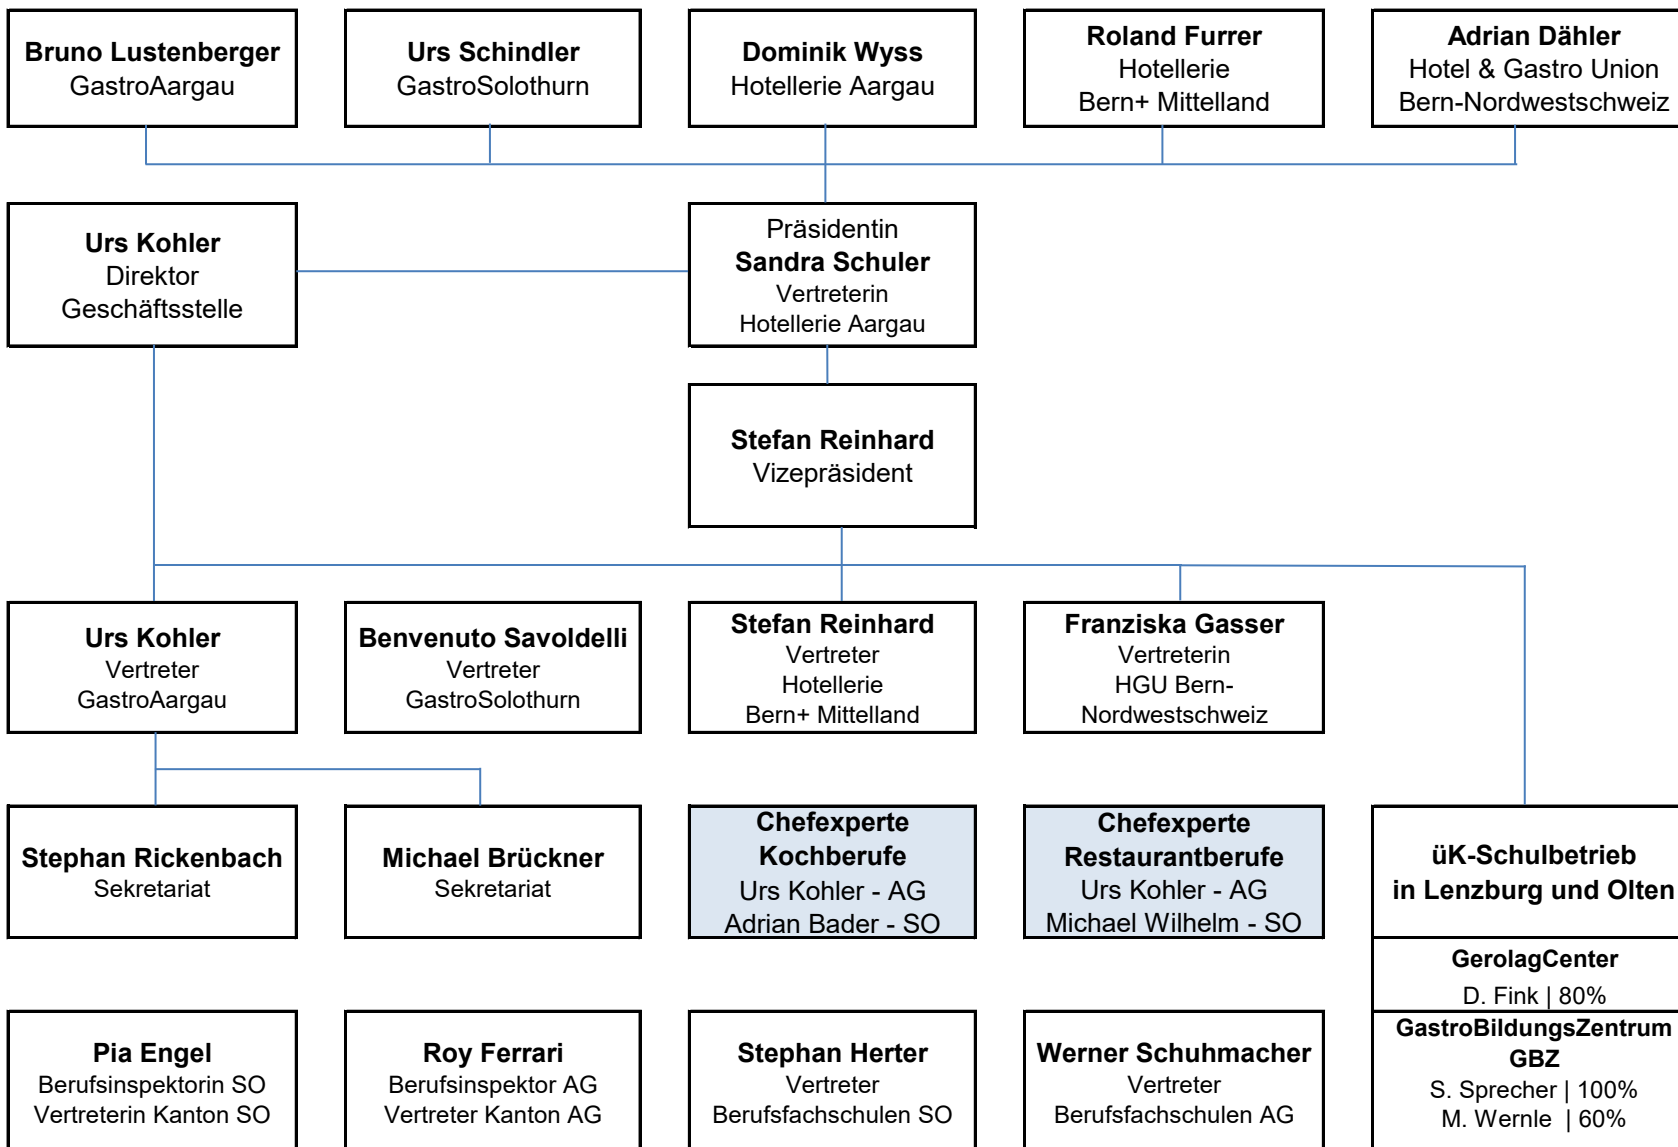 Bruno Lustenberger
GastroAargau
Urs Schindler
GastroSolothurn
Dominik Wyss
Hotellerie Aargau
Roland Furrer
Hotellerie
Bern+ Mittelland
Adrian Dähler
Hotel & Gastro Union
Bern-Nordwestschweiz
Urs Kohler
Direktor
Geschäftsstelle
Präsidentin
Sandra Schuler
Vertreterin
Hotellerie Aargau
Stefan Reinhard
Vizepräsident
Urs Kohler
Vertreter
GastroAargau
Benvenuto Savoldelli
Vertreter
GastroSolothurn
Stefan Reinhard
Vertreter
Hotellerie
Bern+ Mittelland
Franziska Gasser
Vertreterin
HGU Bern-
Nordwestschweiz
Stephan Rickenbach
Sekretariat
Michael Brückner
Sekretariat
Chefexperte
Kochberufe
Urs Kohler - AG
Adrian Bader - SO
Chefexperte
Restaurantberufe
Urs Kohler - AG
Michael Wilhelm - SO
üK-Schulbetrieb
in Lenzburg und Olten
GerolagCenter
D. Fink | 80%
GastroBildungsZentrum
GBZ
S. Sprecher | 100%
M. Wernle | 60%
Pia Engel
Berufsinspektorin SO
Vertreterin Kanton SO
Roy Ferrari
Berufsinspektor AG
Vertreter Kanton AG
Stephan Herter
Vertreter
Berufsfachschulen SO
Werner Schuhmacher
Vertreter
Berufsfachschulen AG